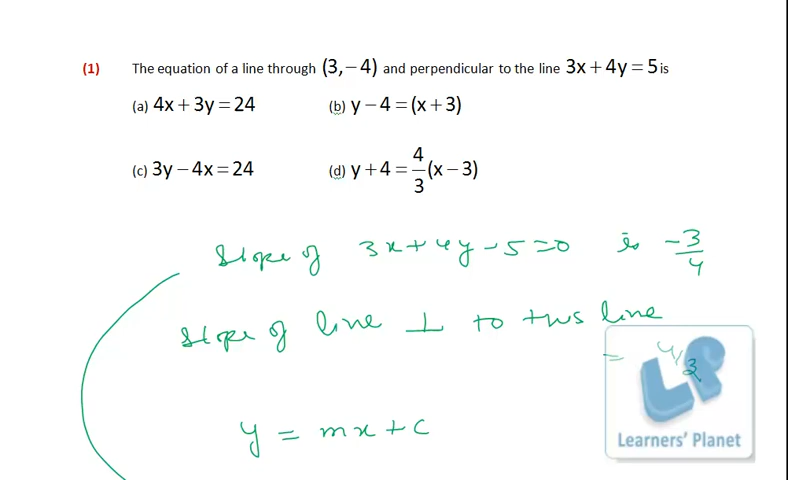 (1) The equation of a line through (3,−4) and perpendicular to the line 3x+4y=5 is
(a) 4x+3y=24 (b) y−4=(x+3)
(c) 3y−4x=24 (d) y+4=4/3(x−3)
Slope of 3x+4y-5=0 is -3/4
Slope of line ⊥ to this line
= 4/3
y = mx+c
Learners' Planet